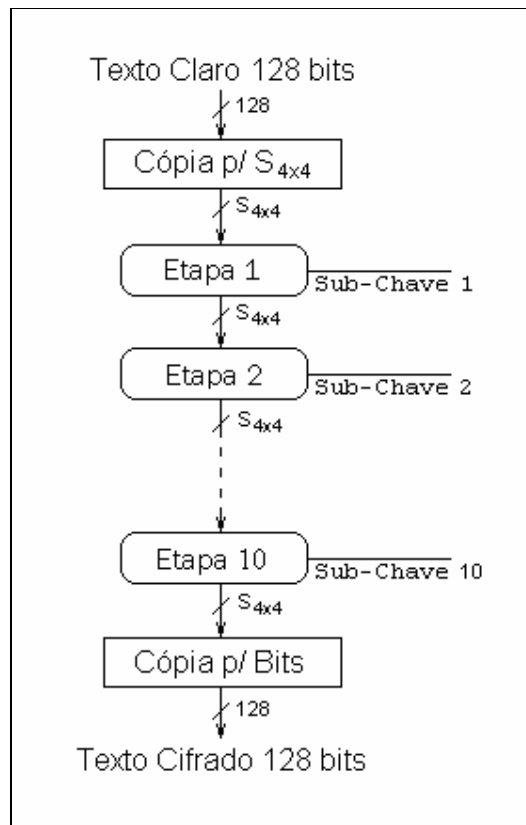 Texto Claro 128 bits
128
Cópia p/ S4x4
S4x4
Etapa 1
Sub-Chave 1
S4x4
Etapa 2
Sub-Chave 2
S4x4
Etapa 10
Sub-Chave 10
S4x4
Cópia p/ Bits
128
Texto Cifrado 128 bits